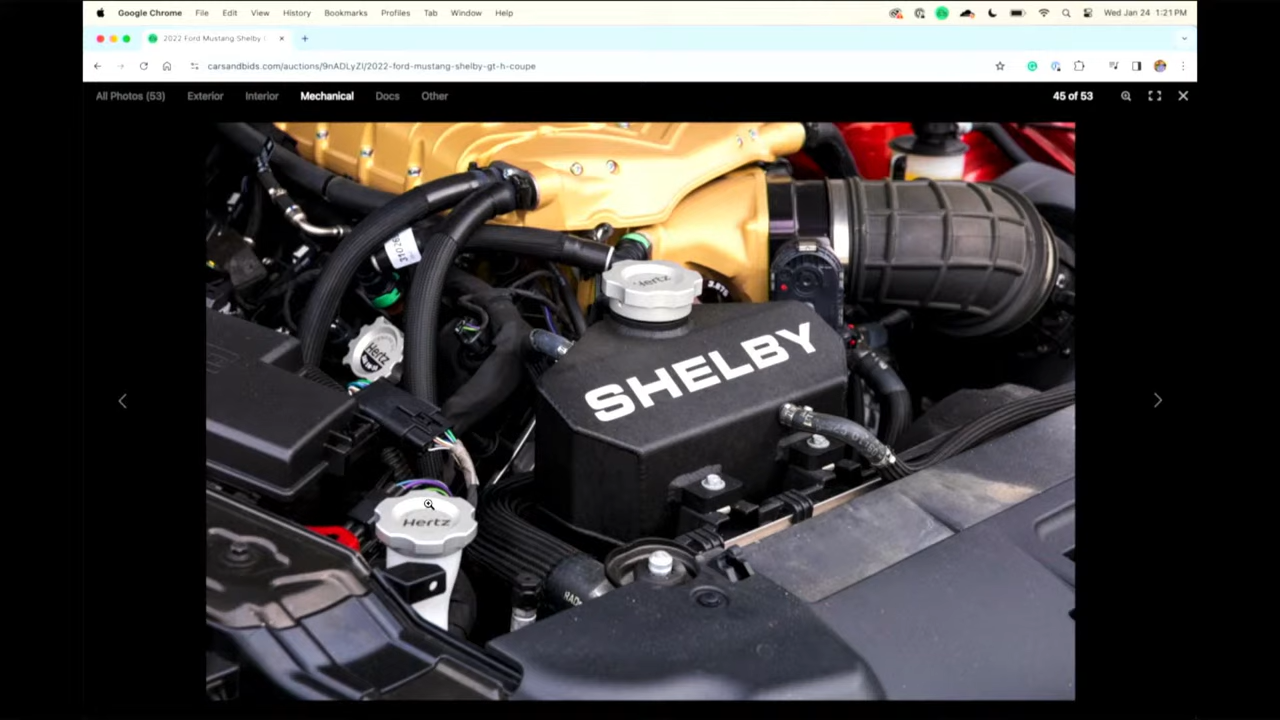 Google Chrome File Edit View History Bookmarks Profiles Tab Window Help
Wed Jan 24 1:21 PM
2022 Ford Mustang Shelby
carsandbids.com/auctions/9nADLyZl/2022-ford-mustang-shelby-gt-h-coupe
All Photos (53) Exterior Interior Mechanical Docs Other
45 of 53
Hertz
SHELBY
Hertz
Hertz